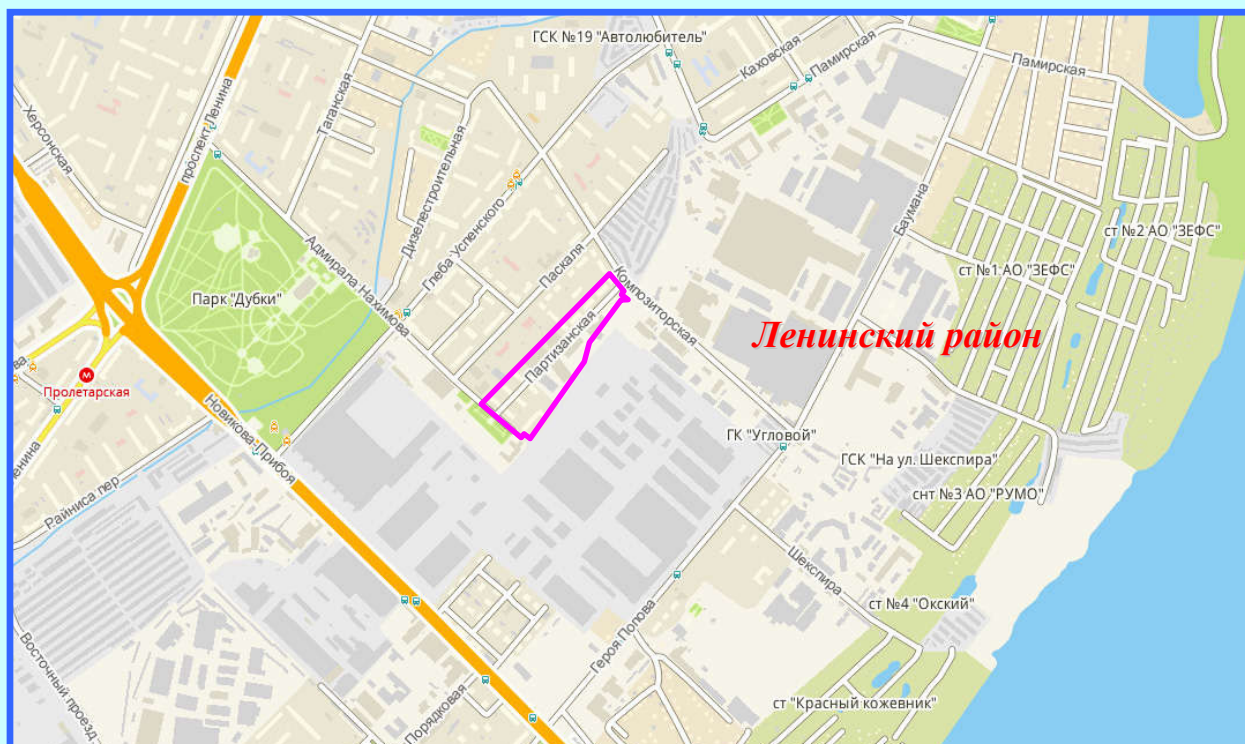 ГСК №19 "Автолюбитель"
Каховская
Памирская
Памирская
Херсонская
Таганская
проспект Ленина
Дизелестроительная
Глеба Успенского
Баумана
ст №2 АО "ЗЕФС"
Адмирала Нахимова
Паскаля
ст №1 АО "ЗЕФС"
Парк "Дубки"
Композиторская
Партизанская
Ленинский район
ева
М
Пролетарская
Новикова-Прибоя
Ленина
ГК "Угловой"
ГСК "На ул. Шекспира"
Райниса пер
снт №3 АО "РУМО"
Шекспира
ст №4 "Окский"
Героя Попова
Восточный проезд
Порядковая
ст "Красный кожевник"